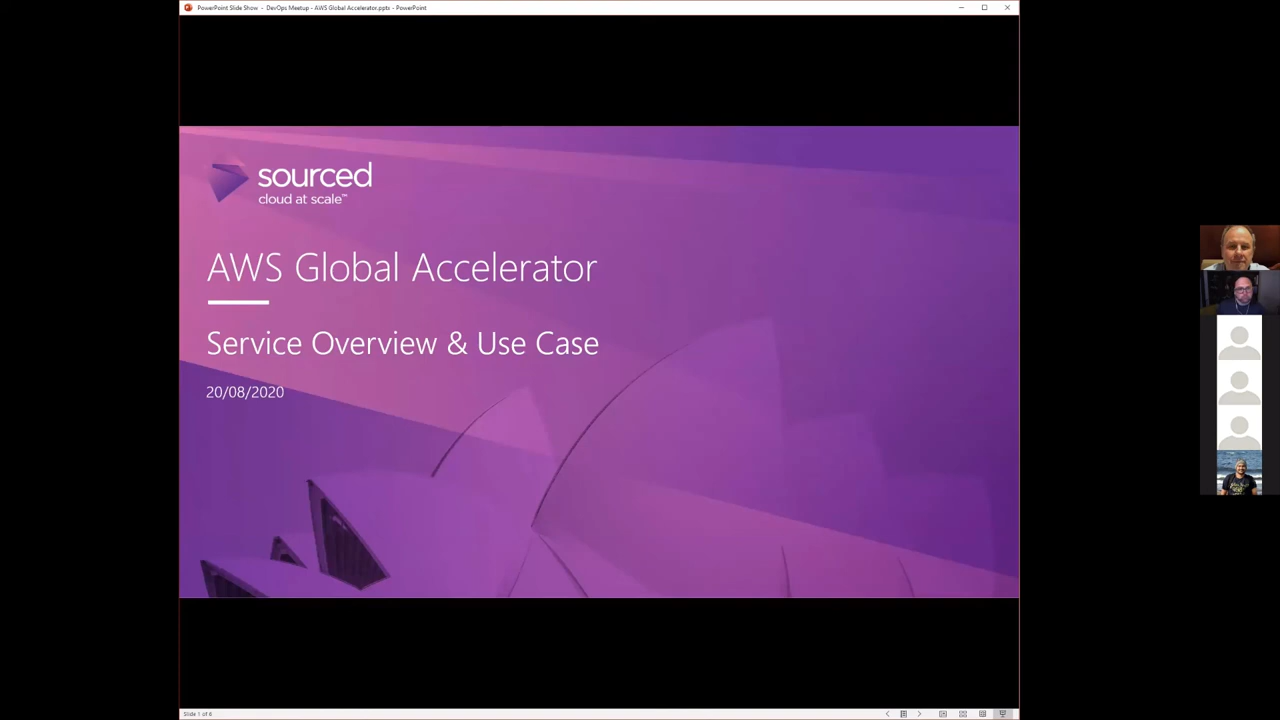 PowerPoint Slide Show - DevOps Meetup - AWS Global Accelerator.pptx - PowerPoint
sourced
cloud at scale™
AWS Global Accelerator
Service Overview & Use Case
20/08/2020
Slide 1 of 6